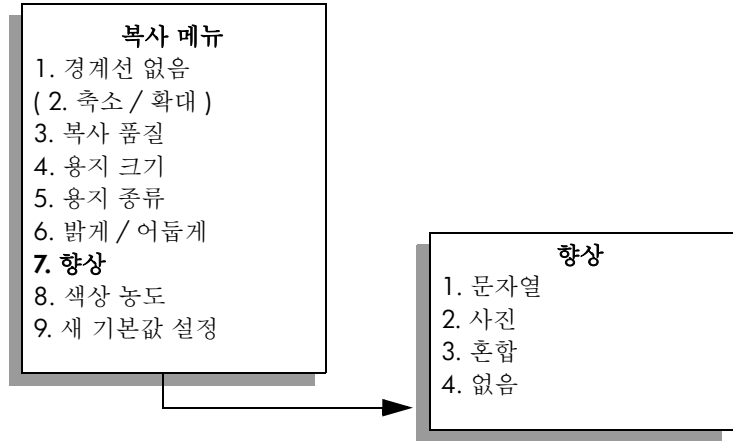 복사 메뉴
1. 경계선 없음
( 2. 축소 / 확대 )
3. 복사 품질
4. 용지 크기
5. 용지 종류
6. 밝게 / 어둡게
7. 향상
8. 색상 농도
9. 새 기본값 설정
향상
1. 문자열
2. 사진
3. 혼합
4. 없음